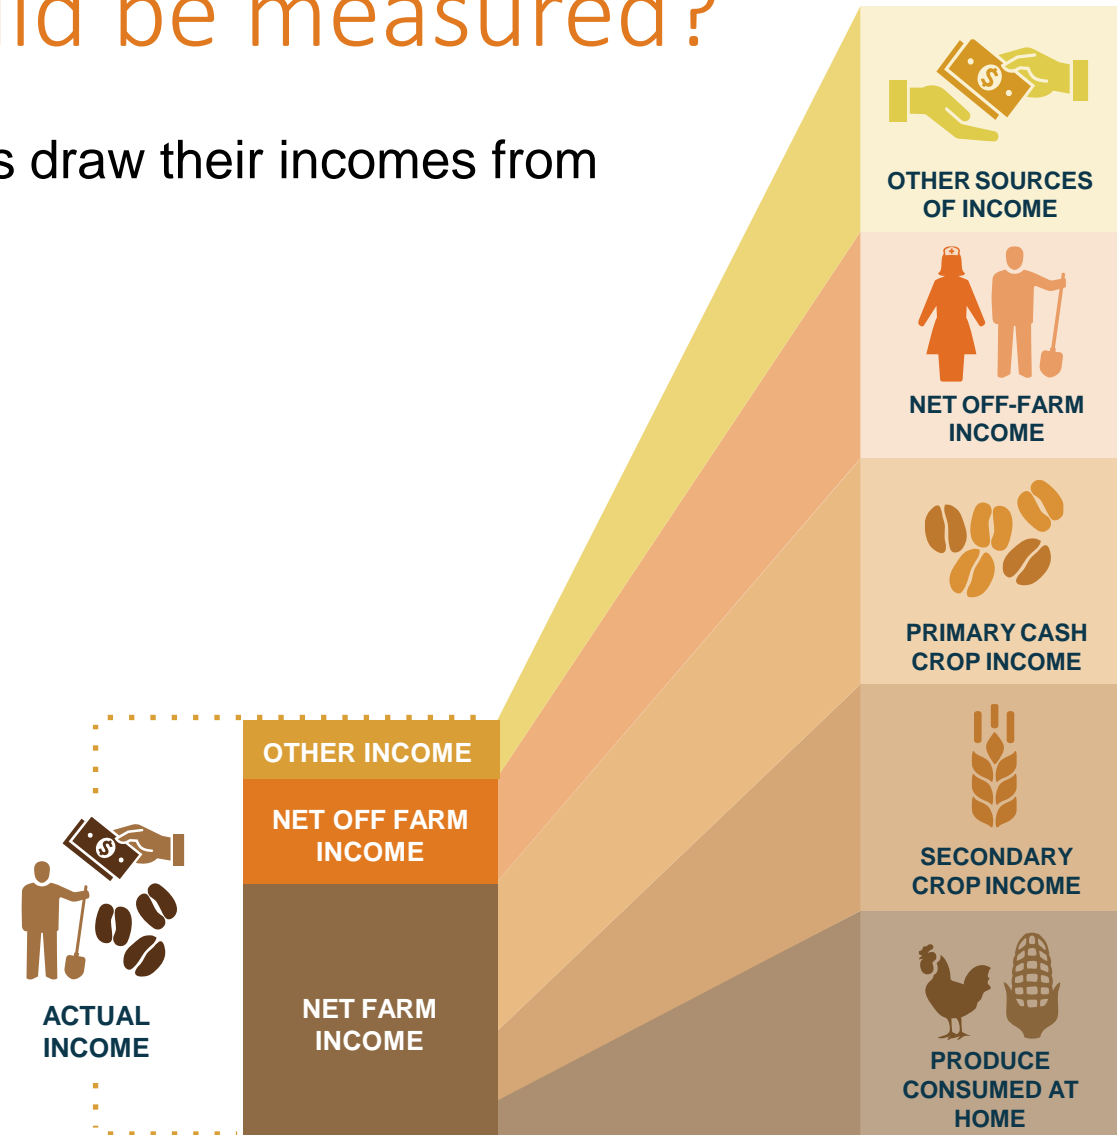 ld be measured?
s draw their incomes from
OTHER SOURCES
OF INCOME
NET OFF-FARM
INCOME
PRIMARY CASH
CROP INCOME
SECONDARY
CROP INCOME
PRODUCE
CONSUMED AT
HOME
OTHER INCOME
NET OFF FARM
INCOME
NET FARM
INCOME
ACTUAL
INCOME
$
$